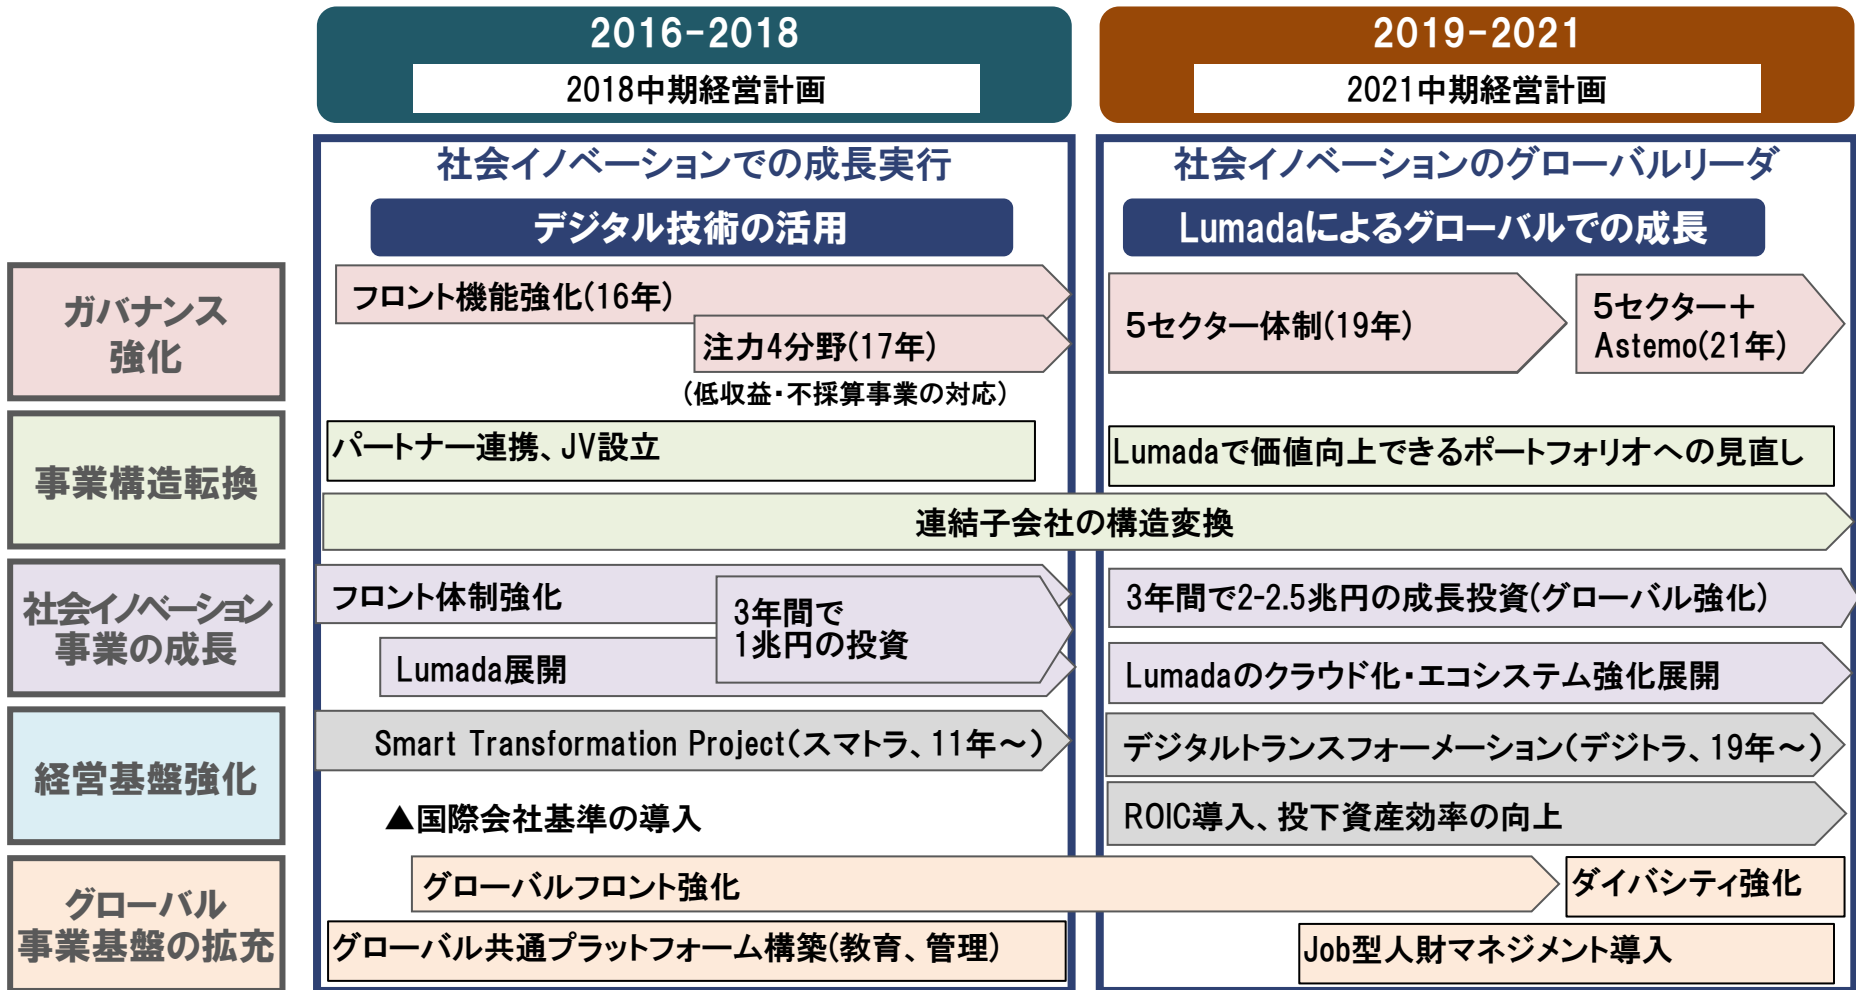 2016-2018
2018中期経営計画
2019-2021
2021中期経営計画
社会イノベーションでの成長実行
デジタル技術の活用
社会イノベーションのグローバルリーダ
Lumadaによるグローバルでの成長
ガバナンス
強化
フロント機能強化(16年)
注力4分野(17年)
(低収益・不採算事業の対応)
5セクター体制(19年)
5セクター＋
Astemo(21年)
事業構造転換
パートナー連携、JV設立
Lumadaで価値向上できるポートフォリオへの見直し
連結子会社の構造変換
社会イノベーション
事業の成長
フロント体制強化
3年間で
1兆円の投資
Lumada展開
3年間で2-2.5兆円の成長投資(グローバル強化)
Lumadaのクラウド化・エコシステム強化展開
経営基盤強化
Smart Transformation Project(スマトラ、11年～)
▲国際会社基準の導入
デジタルトランスフォーメーション(デジトラ、19年～)
ROIC導入、投下資産効率の向上
グローバル
事業基盤の拡充
グローバルフロント強化
ダイバシティ強化
グローバル共通プラットフォーム構築(教育、管理)
Job型人財マネジメント導入